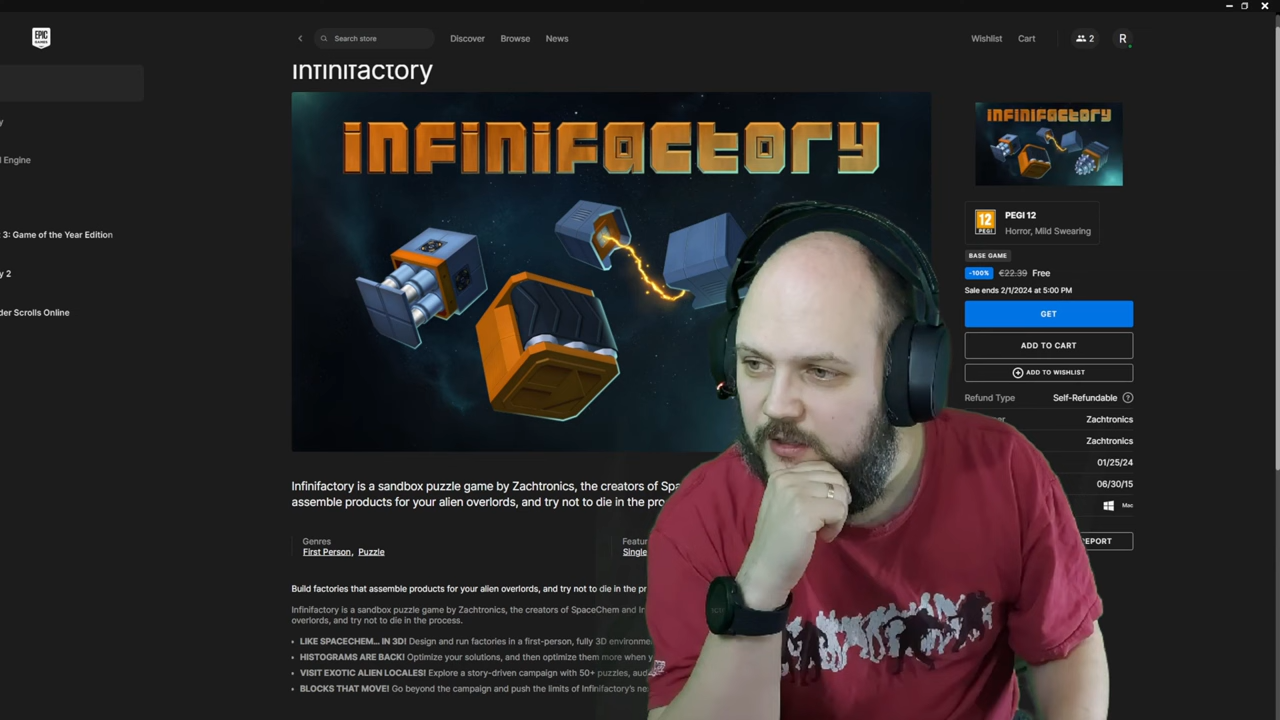 EPIC
GAMES
Search store
Discover
Browse
News
Wishlist
Cart
2
R
Infinifactory
y
l Engine
3: Game of the Year Edition
y 2
der Scrolls Online
infinifactory
infinifactory
12
PEGI
PEGI 12
Horror, Mild Swearing
BASE GAME
-100%
€22.39
Free
Sale ends 2/1/2024 at 5:00 PM
GET
ADD TO CART
ADD TO WISHLIST
Refund Type
Self-Refundable
?
er
Zachtronics
Zachtronics
01/25/24
06/30/15
Mac
REPORT
Infinifactory is a sandbox puzzle game by Zachtronics, the creators of Sp
assemble products for your alien overlords, and try not to die in the pro
Genres
First Person, Puzzle
Featur
Single
Build factories that assemble products for your alien overlords, and try not to die in the pr
Infinifactory is a sandbox puzzle game by Zachtronics, the creators of SpaceChem and In
overlords, and try not to die in the process.
• LIKE SPACECHEM... IN 3D! Design and run factories in a first-person, fully 3D environme
• HISTOGRAMS ARE BACK! Optimize your solutions, and then optimize them more when y
• VISIT EXOTIC ALIEN LOCALES! Explore a story-driven campaign with 50+ puzzles, aud
• BLOCKS THAT MOVE! Go beyond the campaign and push the limits of Infinifactory's ne